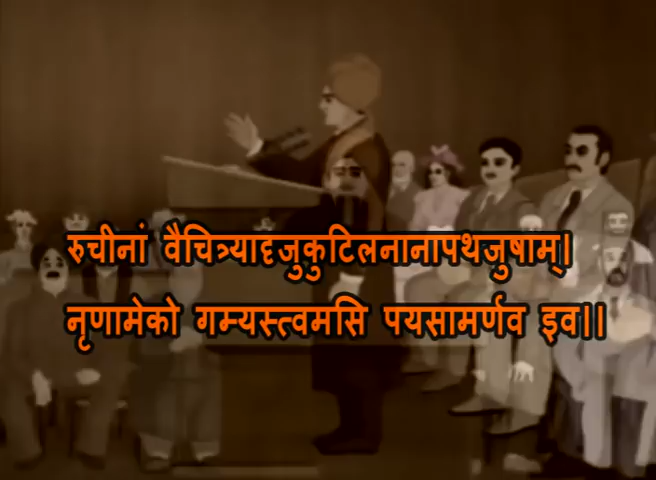 रुचीनां वैचित्र्यादृजुकुटिलनानापथजुषाम्।
नृणामेको गम्यस्त्वमसि पयसामर्णव इव।।